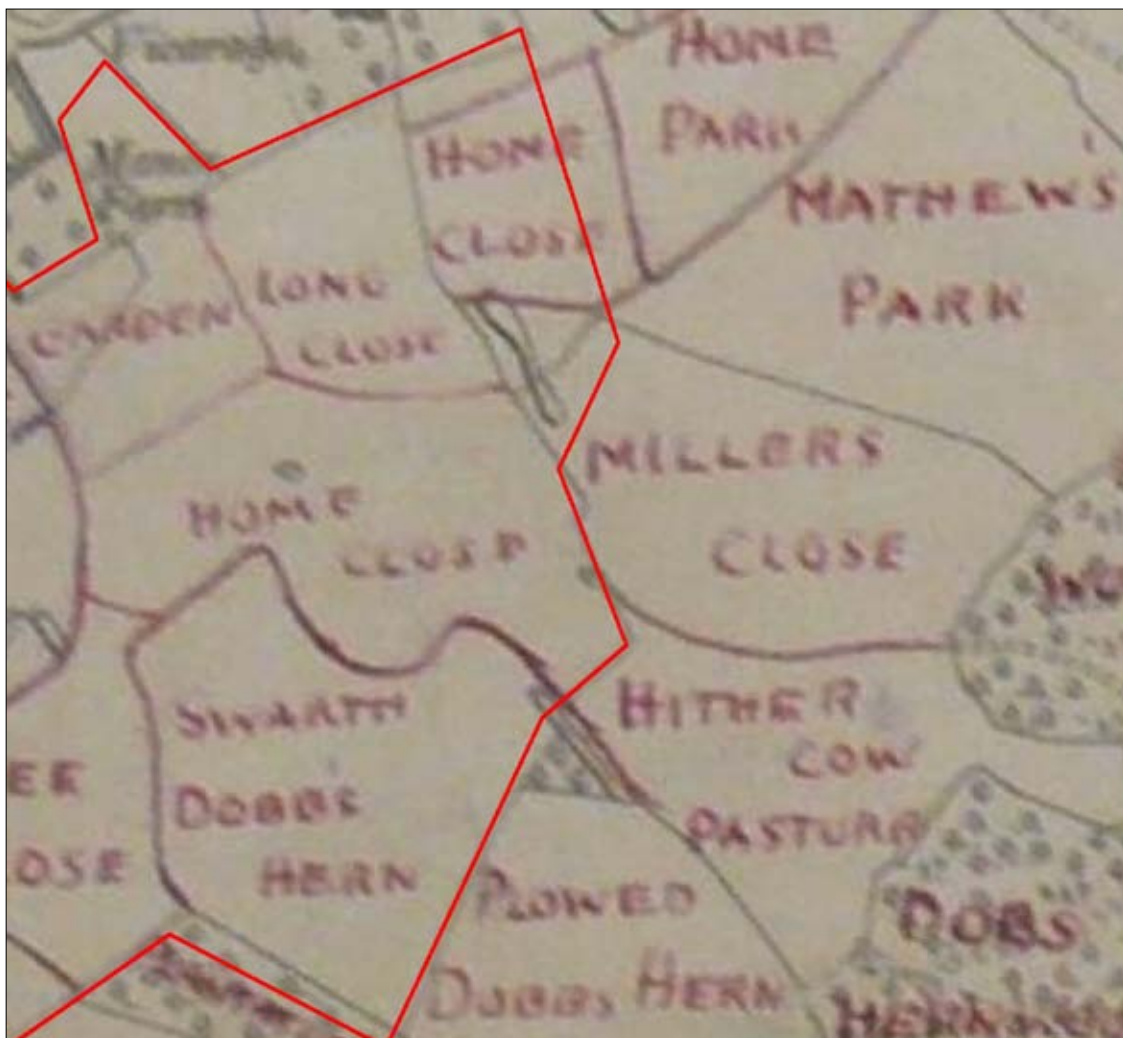 HOME
PARK
HOME
CLOSE
MATHEWS
PARK
GARDEN
LONG
CLOSE
MILLERS
CLOSE
HOME
CLOSE
SWARTH
DOBBS
HERN
HITHER
COW
PASTURE
EE
OSE
PLOWED
DOBBS HERN
DOBS